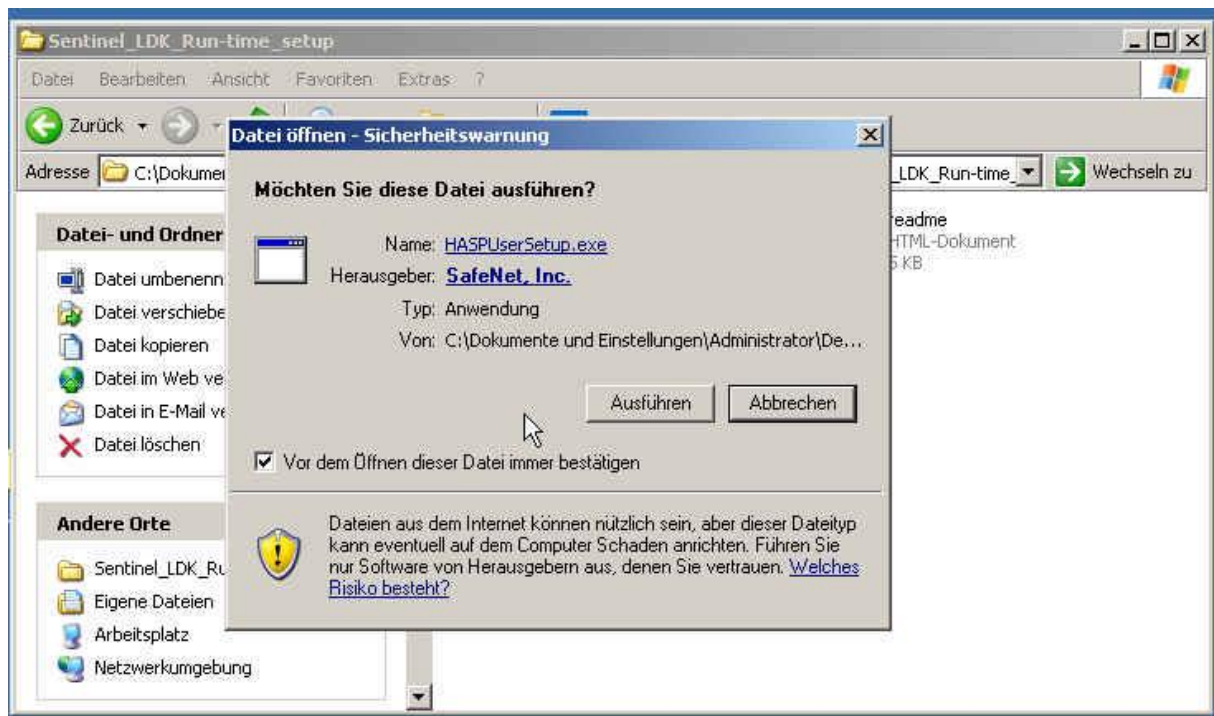 Sentinel_LDK_Run-time_setup
Datei Bearbeiten Ansicht Favoriten Extras ?
Zurück
Adresse C:\Dokumer
_LDK_Run-time_ Wechseln zu
Datei- und Ordner
Datei umbenenn
Datei verschiebe
Datei kopieren
Datei im Web ve
Datei in E-Mail ve
Datei löschen
Andere Orte
Sentinel_LDK_Ru
Eigene Dateien
Arbeitsplatz
Netzwerkumgebung
Datei öffnen - Sicherheitswarnung
Möchten Sie diese Datei ausführen?
Name: HASPUserSetup.exe
Herausgeber: SafeNet, Inc.
Typ: Anwendung
Von: C:\Dokumente und Einstellungen\Administrator\De...
Ausführen Abbrechen
Vor dem Öffnen dieser Datei immer bestätigen
Dateien aus dem Internet können nützlich sein, aber dieser Dateityp
kann eventuell auf dem Computer Schaden anrichten. Führen Sie
nur Software von Herausgebern aus, denen Sie vertrauen. Welches
Risiko besteht?
eadme
HTML-Dokument
5 KB